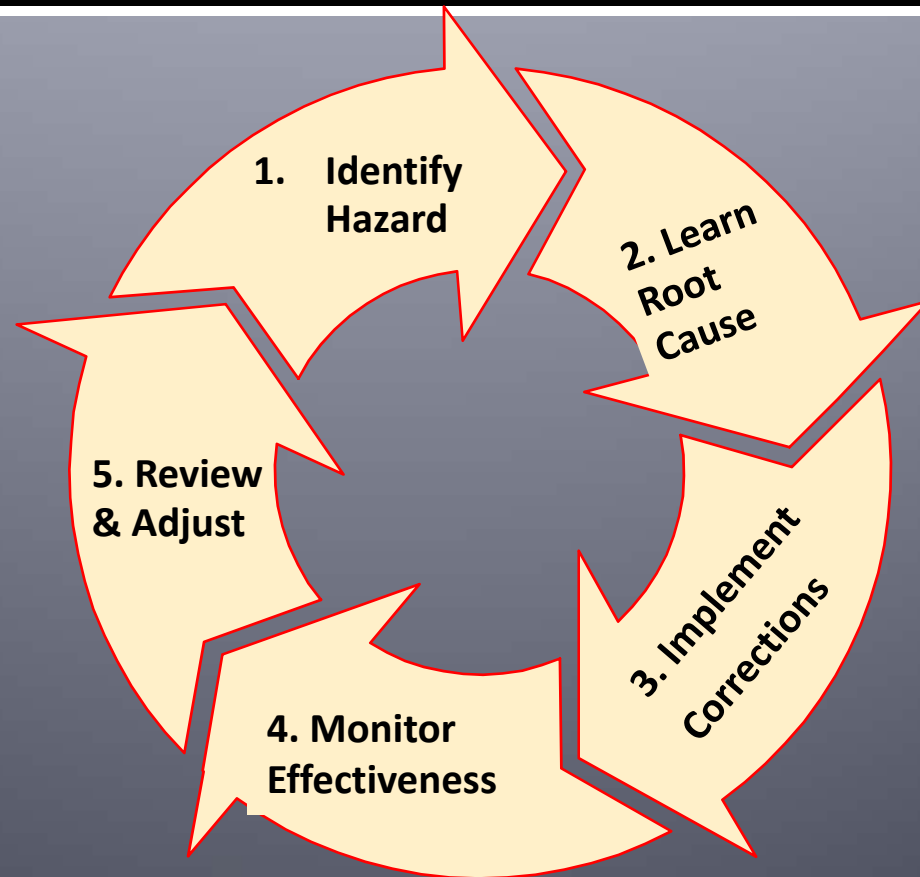 1. Identify
Hazard
2. Learn
Root
Cause
3. Implement
Corrections
4. Monitor
Effectiveness
5. Review
& Adjust